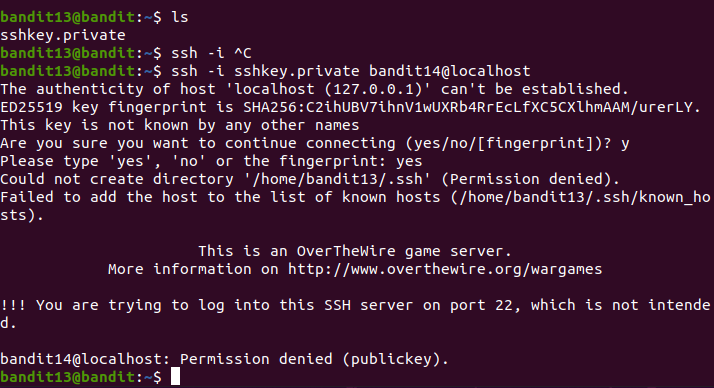 bandit13@bandit:~$ ls
sshkey.private
bandit13@bandit:~$ ssh -i ^C
bandit13@bandit:~$ ssh -i sshkey.private bandit14@localhost
The authenticity of host 'localhost (127.0.0.1)' can't be established.
ED25519 key fingerprint is SHA256:C2ihUBV7ihnV1wUXRb4RrEcLfXC5CXlhmAAM/urerLY.
This key is not known by any other names
Are you sure you want to continue connecting (yes/no/[fingerprint])? y
Please type 'yes', 'no' or the fingerprint: yes
Could not create directory '/home/bandit13/.ssh' (Permission denied).
Failed to add the host to the list of known hosts (/home/bandit13/.ssh/known_ho
sts).
This is an OverTheWire game server.
More information on http://www.overthewire.org/wargames
!!! You are trying to log into this SSH server on port 22, which is not intende
d.
bandit14@localhost: Permission denied (publickey).
bandit13@bandit:~$